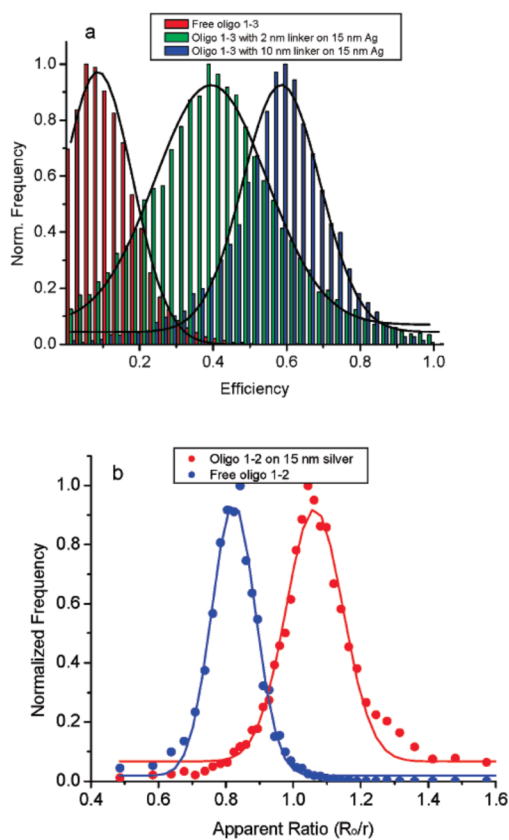 Free oligo 1-3
Oligo 1-3 with 2 nm linker on 15 nm Ag
Oligo 1-3 with 10 nm linker on 15 nm Ag
a
1.0
0.8
0.6
0.4
0.2
0.0
Norm. Frequency
0.2 0.4 0.6 0.8 1.0
Efficiency
Oligo 1-2 on 15 nm silver
Free oligo 1-2
b
1.0
0.8
0.6
0.4
0.2
0.0
Normalized Frequency
0.4 0.6 0.8 1.0 1.2 1.4 1.6
Apparent Ratio (R₀/r)